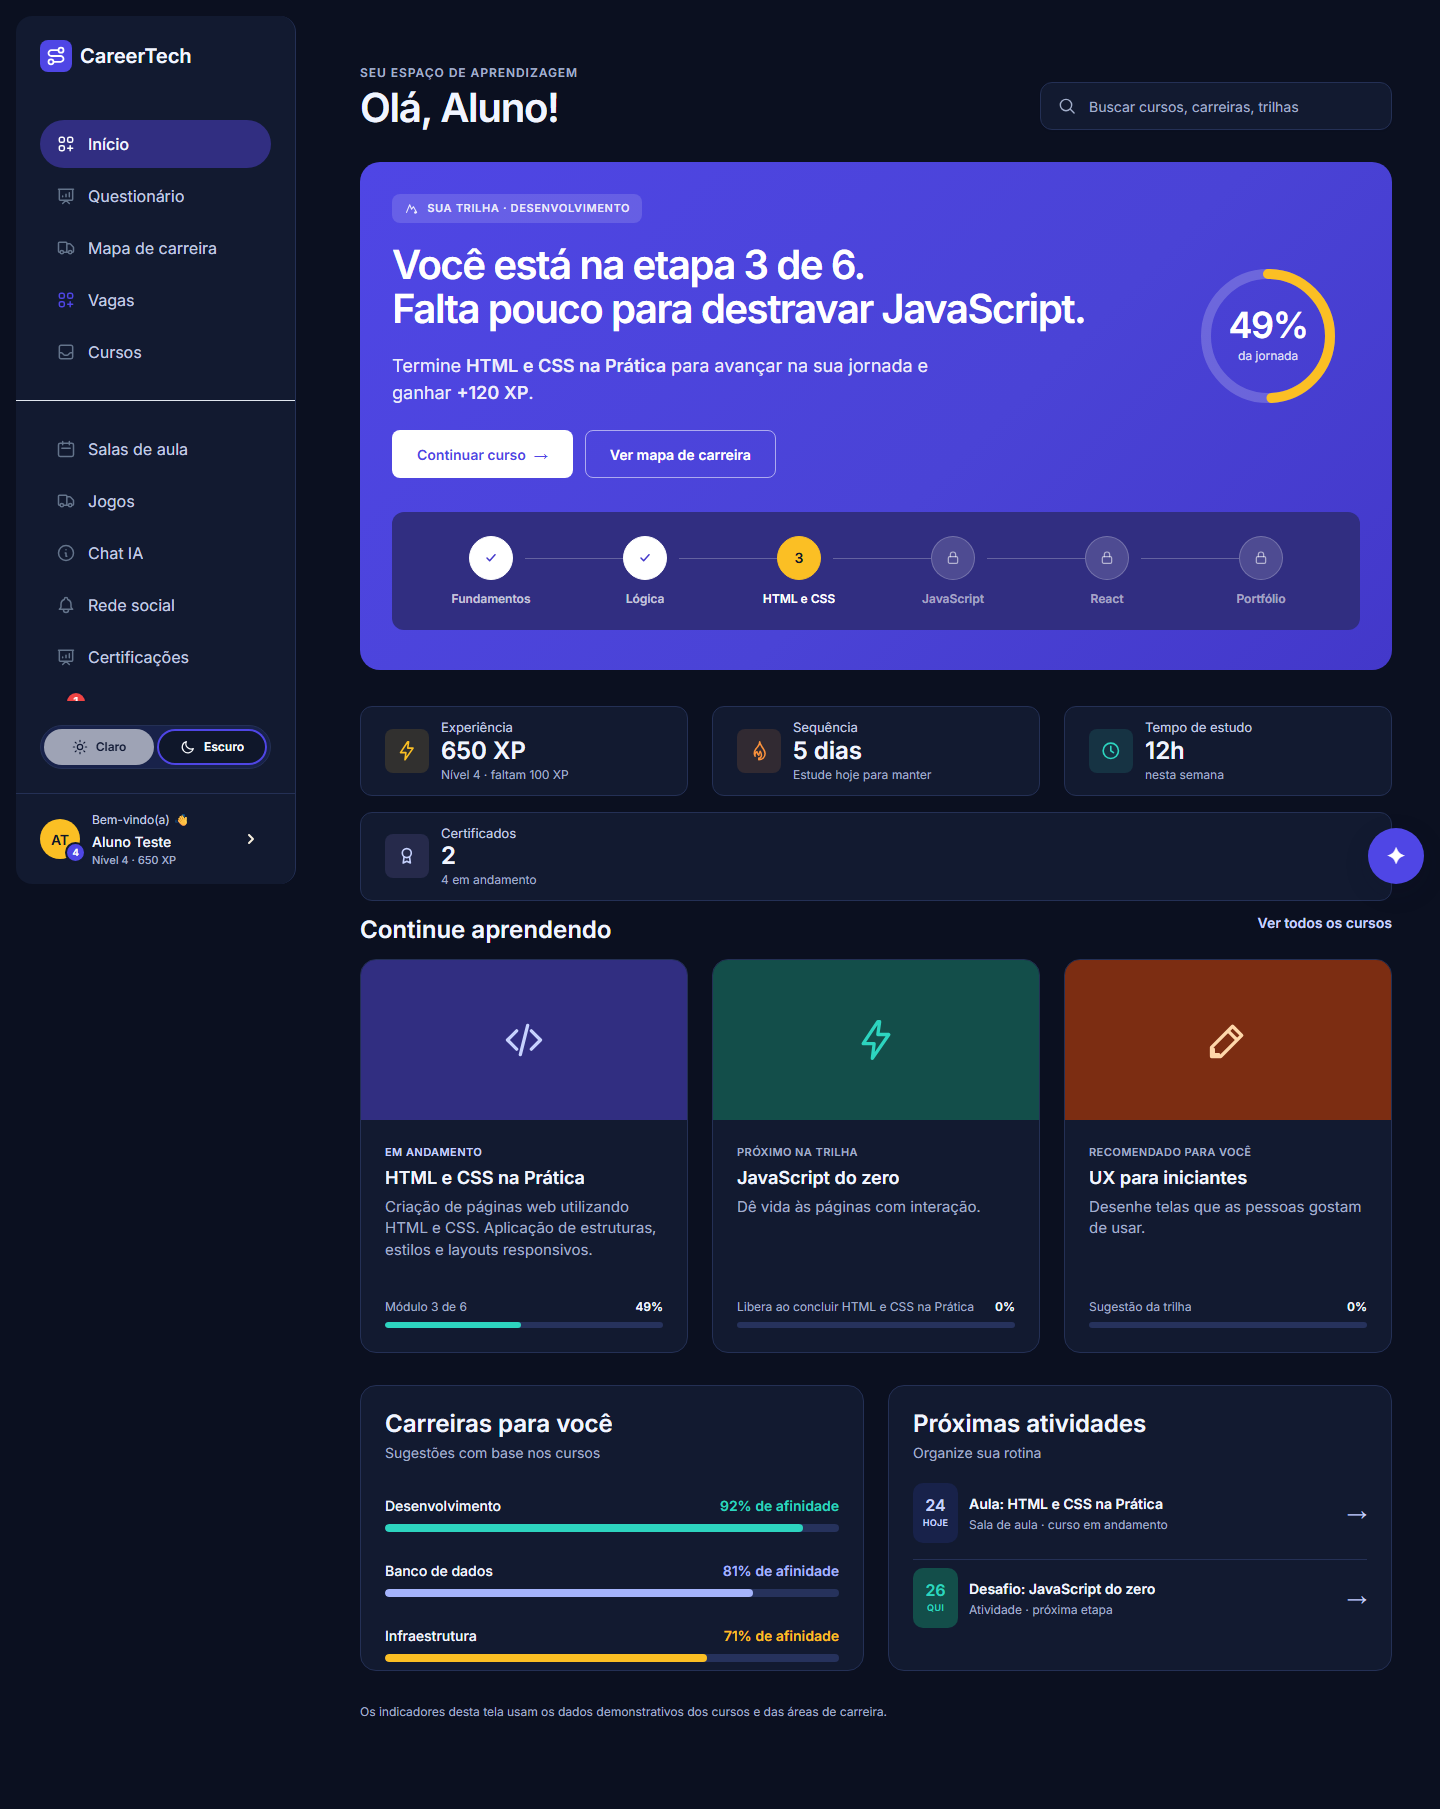 CareerTech
Início
Questionário
Mapa de carreira
Vagas
Cursos
Salas de aula
Jogos
Chat IA
Rede social
Certificações
Claro
Escuro
Bem-vindo(a) 👋
AT
4
Aluno Teste
Nível 4 · 650 XP
SEU ESPAÇO DE APRENDIZAGEM
Olá, Aluno!
Buscar cursos, carreiras, trilhas
SUA TRILHA · DESENVOLVIMENTO
Você está na etapa 3 de 6.
Falta pouco para destravar JavaScript.
Termine HTML e CSS na Prática para avançar na sua jornada e
ganhar +120 XP.
49%
da jornada
Continuar curso →
Ver mapa de carreira
3
Fundamentos
Lógica
HTML e CSS
JavaScript
React
Portfólio
Experiência
650 XP
Nível 4 · faltam 100 XP
Sequência
5 dias
Estude hoje para manter
Tempo de estudo
12h
nesta semana
Certificados
2
4 em andamento
Continue aprendendo
Ver todos os cursos
EM ANDAMENTO
HTML e CSS na Prática
Criação de páginas web utilizando
HTML e CSS. Aplicação de estruturas,
estilos e layouts responsivos.
Módulo 3 de 6
49%
PRÓXIMO NA TRILHA
JavaScript do zero
Dê vida às páginas com interação.
Libera ao concluir HTML e CSS na Prática
0%
RECOMENDADO PARA VOCÊ
UX para iniciantes
Desenhe telas que as pessoas gostam
de usar.
Sugestão da trilha
0%
Carreiras para você
Sugestões com base nos cursos
Desenvolvimento
92% de afinidade
Banco de dados
81% de afinidade
Infraestrutura
71% de afinidade
Próximas atividades
Organize sua rotina
24
HOJE
Aula: HTML e CSS na Prática
Sala de aula · curso em andamento
→
26
QUI
Desafio: JavaScript do zero
Atividade · próxima etapa
→
Os indicadores desta tela usam os dados demonstrativos dos cursos e das áreas de carreira.